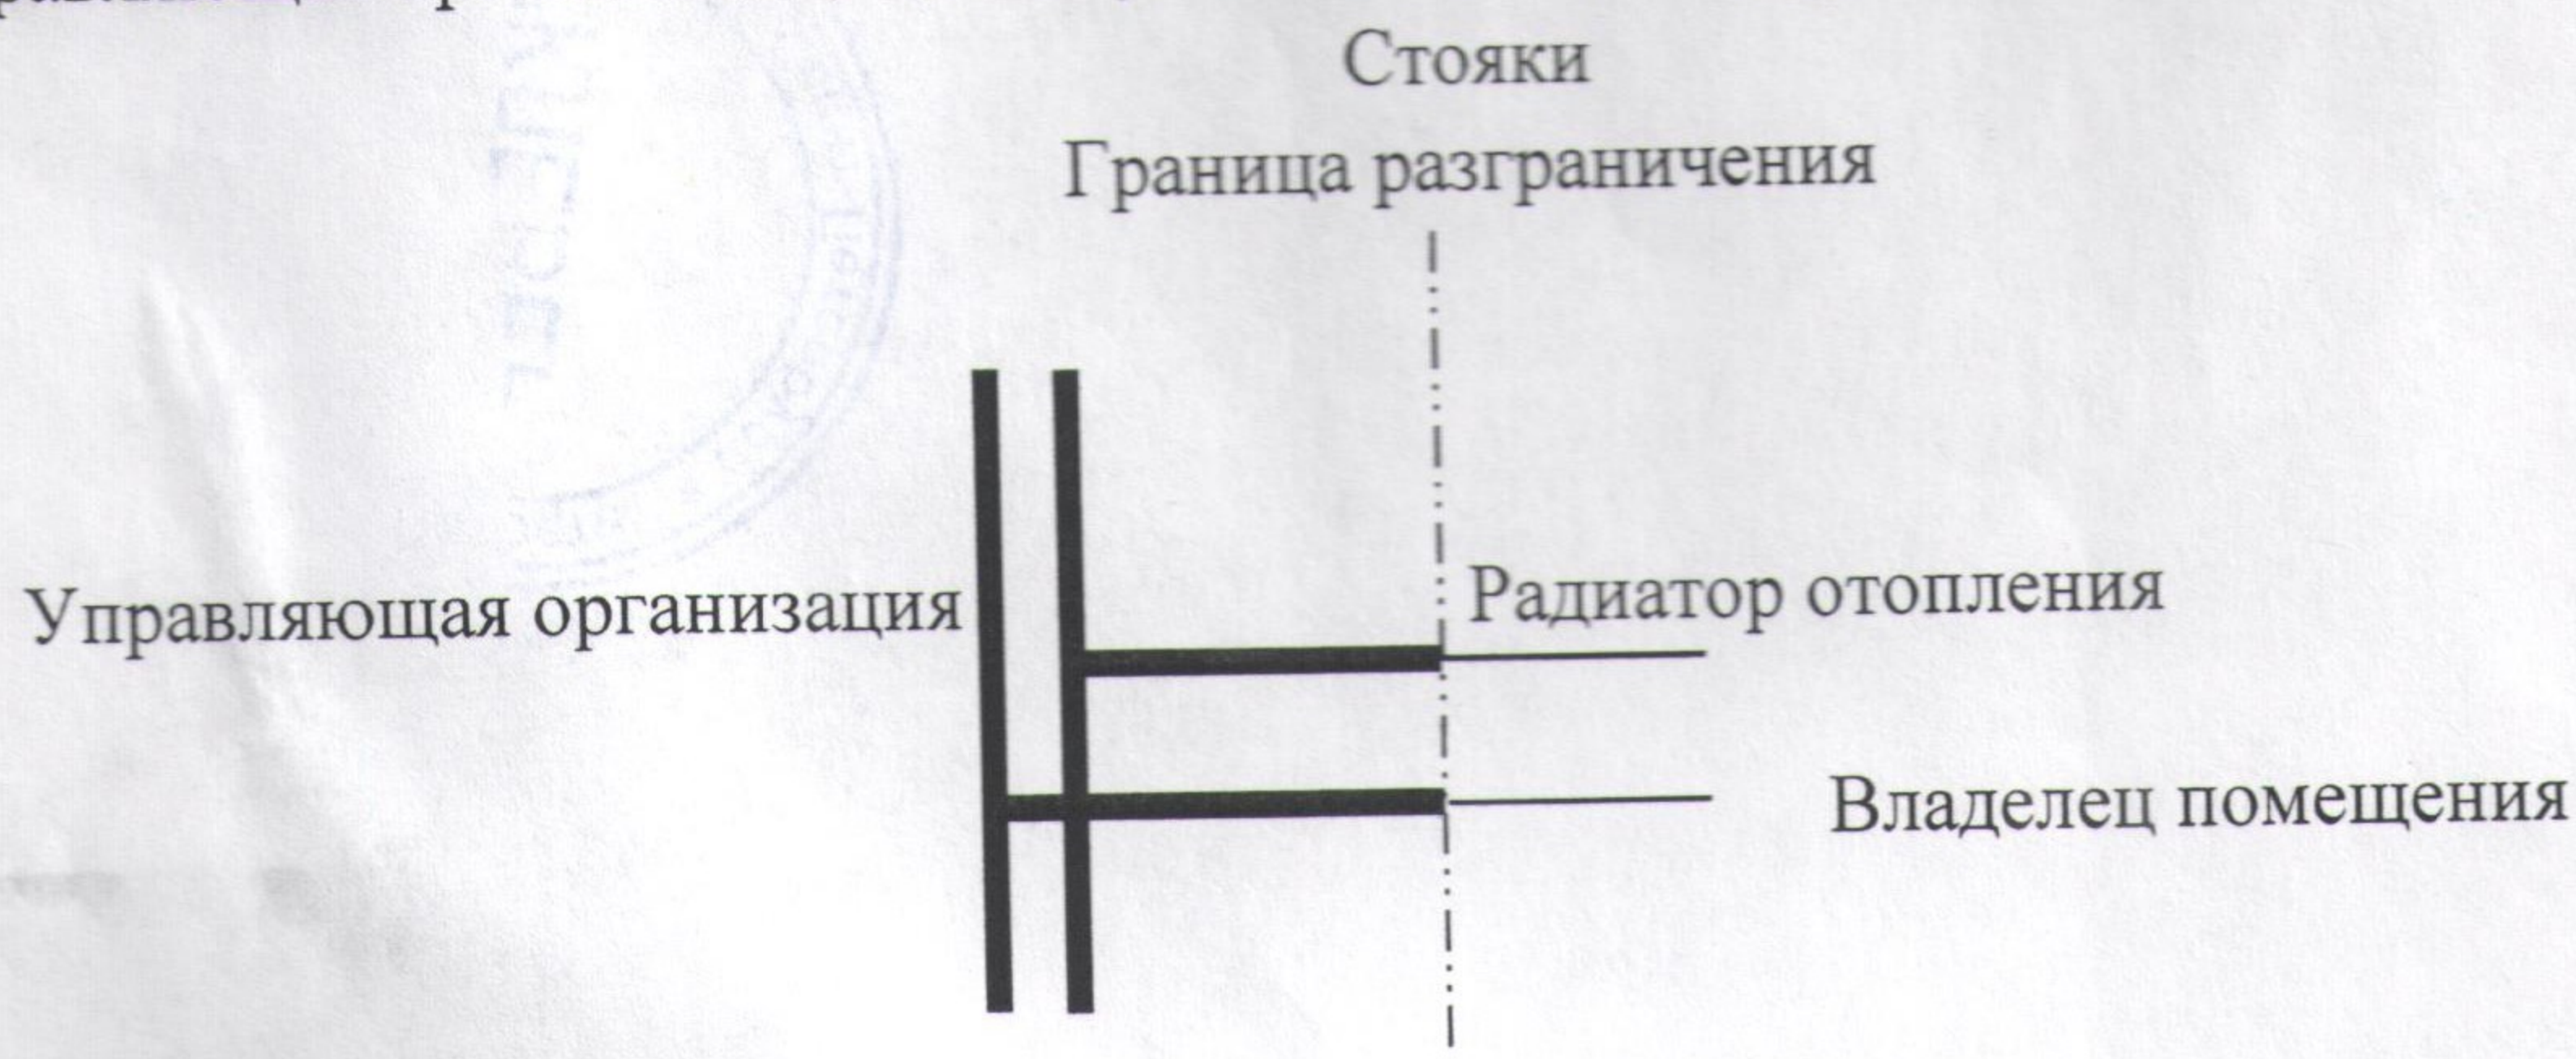 Стояки
Граница разграничения
Управляющая организация
Радиатор отопления
Владелец помещения